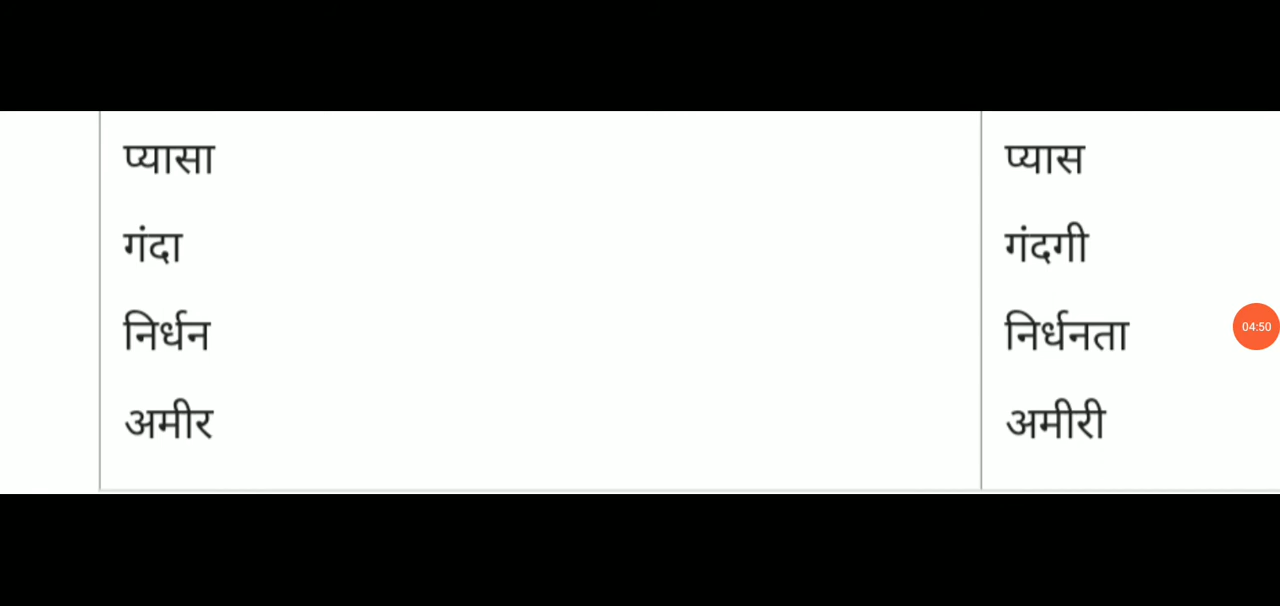 प्यासा प्यास
गंदा गंदगी
निर्धन निर्धनता
04:50
अमीर अमीरी